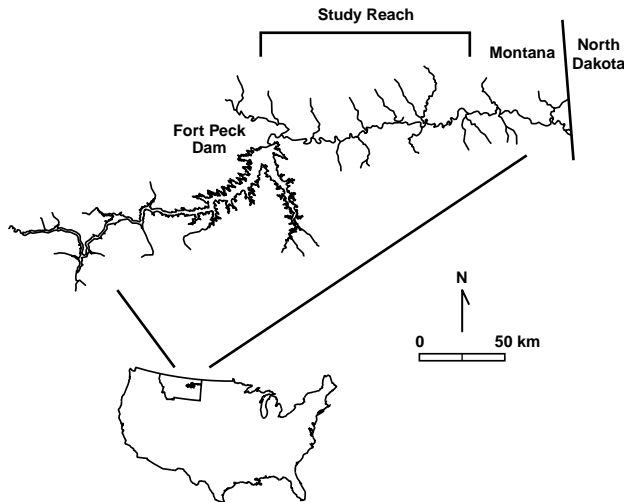 Study Reach
Montana
North
Dakota
Fort Peck
Dam
N
0 50 km